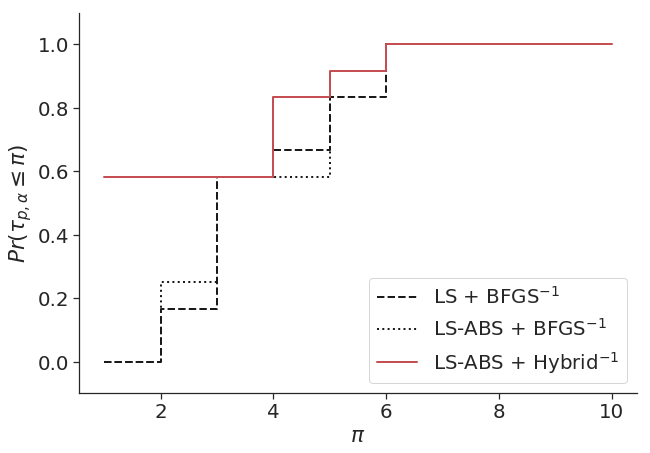 1.0
0.8
0.6
0.4
0.2
0.0
Pr(τ_{p,α} ≤ π)
LS + BFGS⁻¹
LS-ABS + BFGS⁻¹
LS-ABS + Hybrid⁻¹
2 4 6 8 10
π